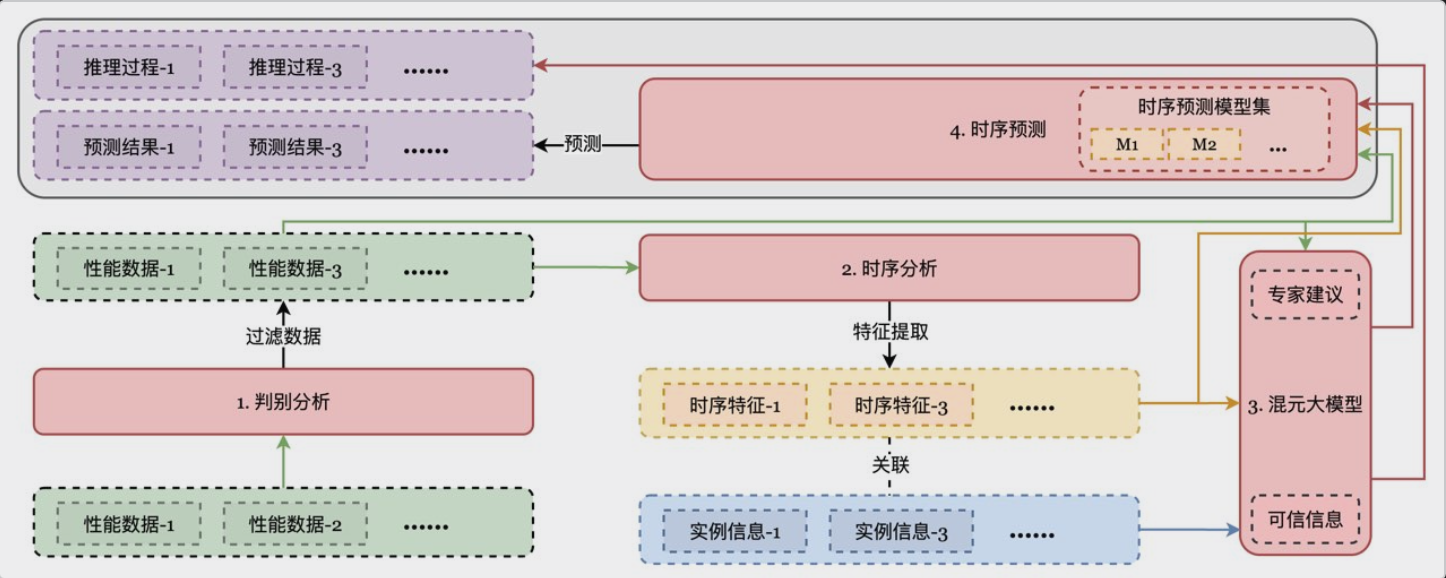 推理过程-1 推理过程-3 ......
预测结果-1 预测结果-3 ......
预测
4. 时序预测
时序预测模型集
M1 M2 ...
性能数据-1 性能数据-3 ......
2. 时序分析
过滤数据
特征提取
1. 判别分析
时序特征-1 时序特征-3 ......
关联
性能数据-1 性能数据-2 ......
实例信息-1 实例信息-3 ......
专家建议
3. 混元大模型
可信信息